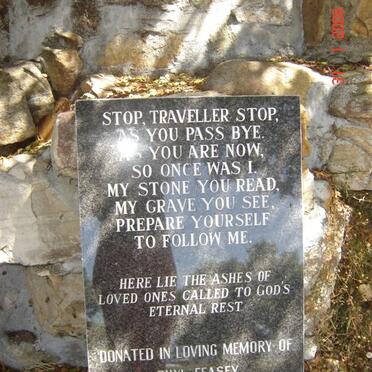 STOP, TRAVELLER STOP,
AS YOU PASS BYE.
AS YOU ARE NOW,
SO ONCE WAS I.
MY STONE YOU READ,
MY GRAVE YOU SEE,
PREPARE YOURSELF
TO FOLLOW ME.
HERE LIE THE ASHES OF
LOVED ONES CALLED TO GOD'S
ETERNAL REST
DONATED IN LOVING MEMORY OF